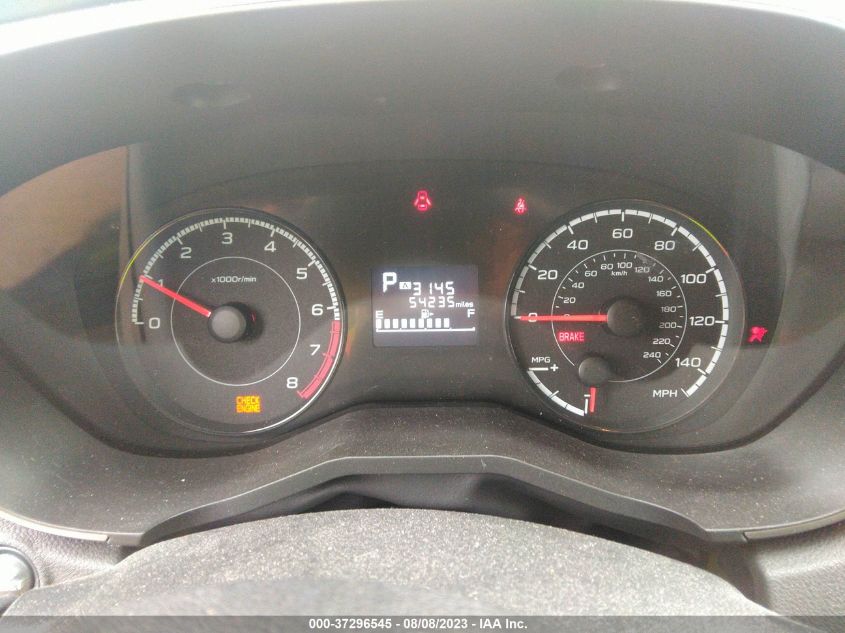 0 1 2 3 4 5 6 7 8
x1000r/min
CHECK
ENGINE
P A 3145
54235 miles
E F
0 20 40 60 80 100 120 140
MPH
20 40 60 80 100 120 140 160 180 200 220 240
km/h
BRAKE
MPG
+
-
000-37296545 - 08/08/2023 - IAA Inc.